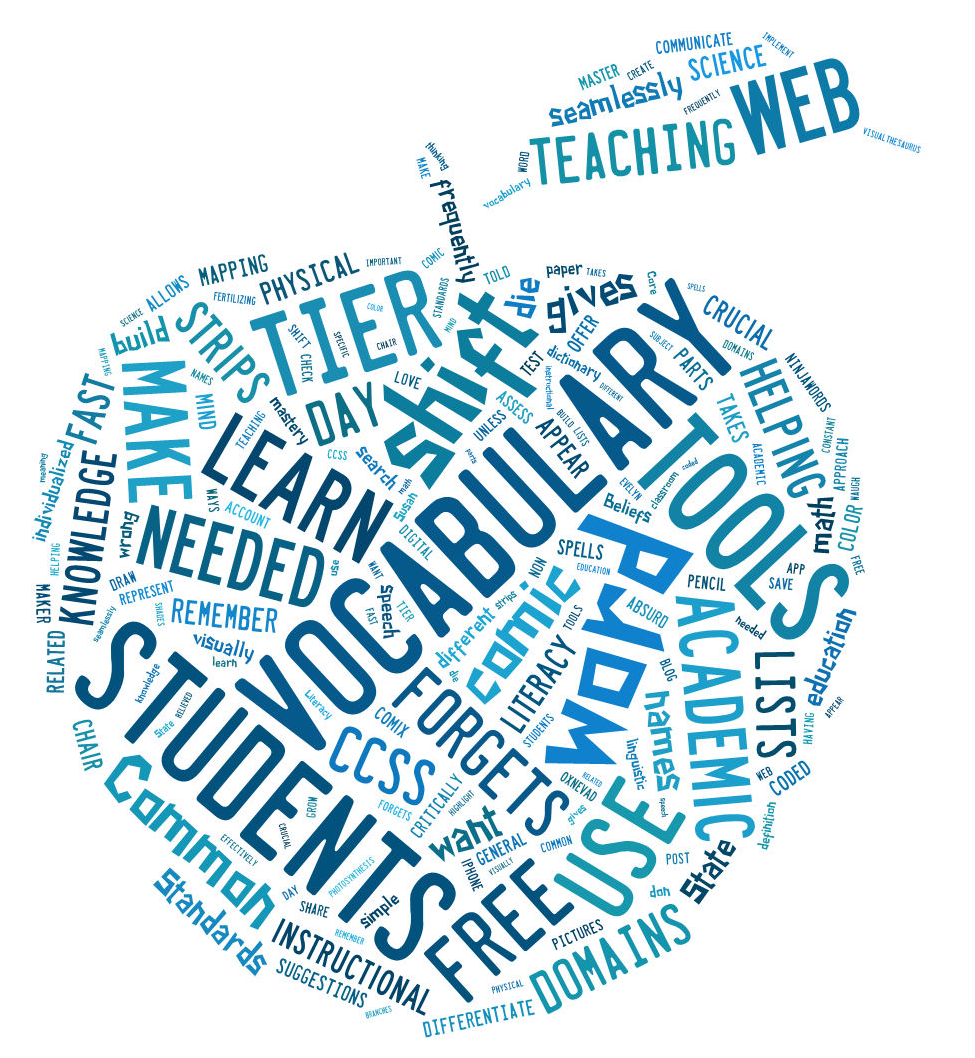 COMMUNICATE
IMPLEMENT
MASTER
CREATE
SCIENCE
seamlessly
FREQUENTLY
WEB
TEACHING
WORD
VISUALTHESAURUS
vocabulary
thinking
MAKE
frequently
COMIC
TOLD
STANDARDS
MIND
IMPORTANT
PHYSICAL
MAPPING
ALLOWS
FERTILIZING
SCIENCE
build
STRIPS
TIER
COLOR
SHIFT
CHECK
SPECIFIC
CHAIR
LOVE
shift
die
paper
TAKES
gives
Core
OFFER
SPELLS
CRUCIAL
DOMAINS
SUBJECT
PARTS
dictionary
DIFFERENT
TEST
instructional
BUILD
LISTS
ASSESS
UNLESS
APPEAR
parts
HELPING
NINJAWORDS
CONSTANT
APPROACH
WAUGH
COLOR
math
FREE
TAKES
ACADEMIC
TOOLS
coded
classroom
EVELYN
Beliefs
MAPPING
MAKE
NAMES
MIND
TEACHING
mastery
DAY
CCSS
search
math
Susan
DIGITAL
LEARN
VOCABULARY
FAST
KNOWLEDGE
individualized
meaning
HELPING
MAKER
RELATED
WAYS
ACCOUNT
wrong
NEEDED
use
DRAW
REPRESENT
SHADES
seamlessly
REMEMBER
visually
learn
WANT
FAST
Speech
TIER
different
strips
NON
die
SPELLS
EDUCATION
comic
word
ABSURD
PENCIL
APP
SAVE
needed
education
APPEAR
HAVING
LISTS
ACADEMIC
BLOG
names
linguistic
speech
WEB
CODED
definition
TOOLS
LITERACY
STUDENTS
FORGETS
COMIX
Literacy
knowledge
State
BELIEVED
STUDENTS
CCSS
FORGETS
CRITICALLY
HIGHLIGHT
GROW
CRUCIAL
EFFECTIVELY
PHOTOSYNTHESIS
CHAIR
Common
Standards
DAY
SHARE
REMEMBER
simple
want
GENERAL
VISUALLY
IPHONE
COMMON
gives
OXNEVAD
RELATED
USE
FREE
POST
don
State
PICTURES
DOMAINS
PHYSICAL
DIFFERENTIATE
BRANCHES
INSTRUCTIONAL
SUGGESTIONS